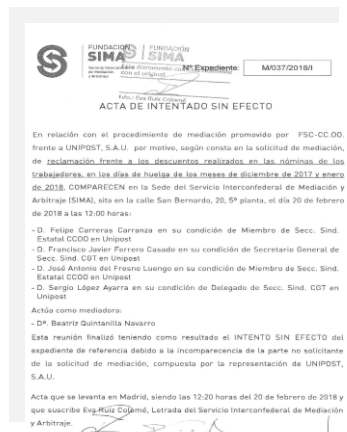 FUNDACIÓN
SIMA
Servicio Interconfederal
de Mediación
y Arbitraje
FUNDACIÓN
SIMA
con el original
Nº Expediente: M/037/2018/I
Fdo.: Eva Ruiz Colomé
ACTA DE INTENTADO SIN EFECTO
En relación con el procedimiento de mediación promovido por FSC-CC.OO.
frente a UNIPOST, S.A.U. por motivo, según consta en la solicitud de mediación,
de reclamación frente a los descuentos realizados en las nóminas de los
trabajadores, en los días de huelga de los meses de diciembre de 2017 y enero
de 2018, COMPARECEN en la Sede del Servicio Interconfederal de Mediación y
Arbitraje (SIMA), sita en la calle San Bernardo, 20, 5ª planta, el día 20 de febrero
de 2018 a las 12:00 horas:
- D. Felipe Carreras Carranza en su condición de Miembro de Secc. Sind.
Estatal CCOO en Unipost
- D. Francisco Javier Ferrero Casado en su condición de Secretario General de
Secc. Sind. CGT en Unipost
- D. José Antonio del Fresno Luengo en su condición de Miembro de Secc. Sind.
Estatal CCOO en Unipost
- D. Sergio López Ayarra en su condición de Delegado de Secc. Sind. CGT en
Unipost
Actúa como mediadora:
- Dª. Beatriz Quintanilla Navarro
Esta reunión finalizó teniendo como resultado el INTENTO SIN EFECTO del
expediente de referencia debido a la incomparecencia de la parte no solicitante
de la solicitud de mediación, compuesta por la representación de UNIPOST,
S.A.U.
Acta que se levanta en Madrid, siendo las 12:20 horas del 20 de febrero de 2018 y
que suscribe Eva Ruiz Colomé, Letrada del Servicio Interconfederal de Mediación
y Arbitraje.